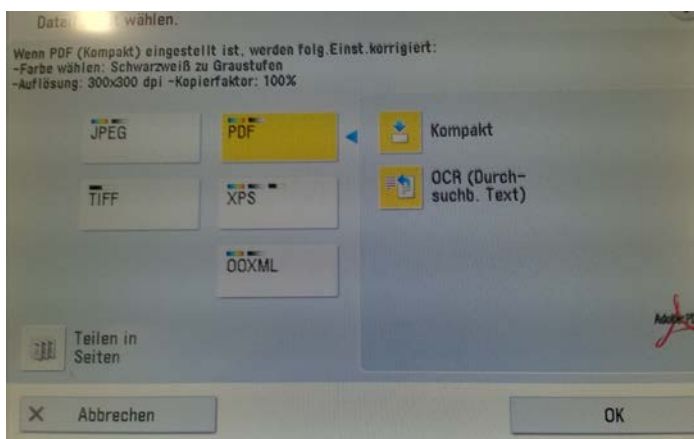 wählen.
Wenn PDF (Kompakt) eingestellt ist, werden folg.Einst.korrigiert:
-Farbe wählen: Schwarzweiß zu Graustufen
-Auflösung: 300x300 dpi -Kopierfaktor: 100%
JPEG
PDF
Kompakt
TIFF
XPS
OCR (Durch-
suchb. Text)
OOXML
Teilen in
Seiten
Abbrechen
OK